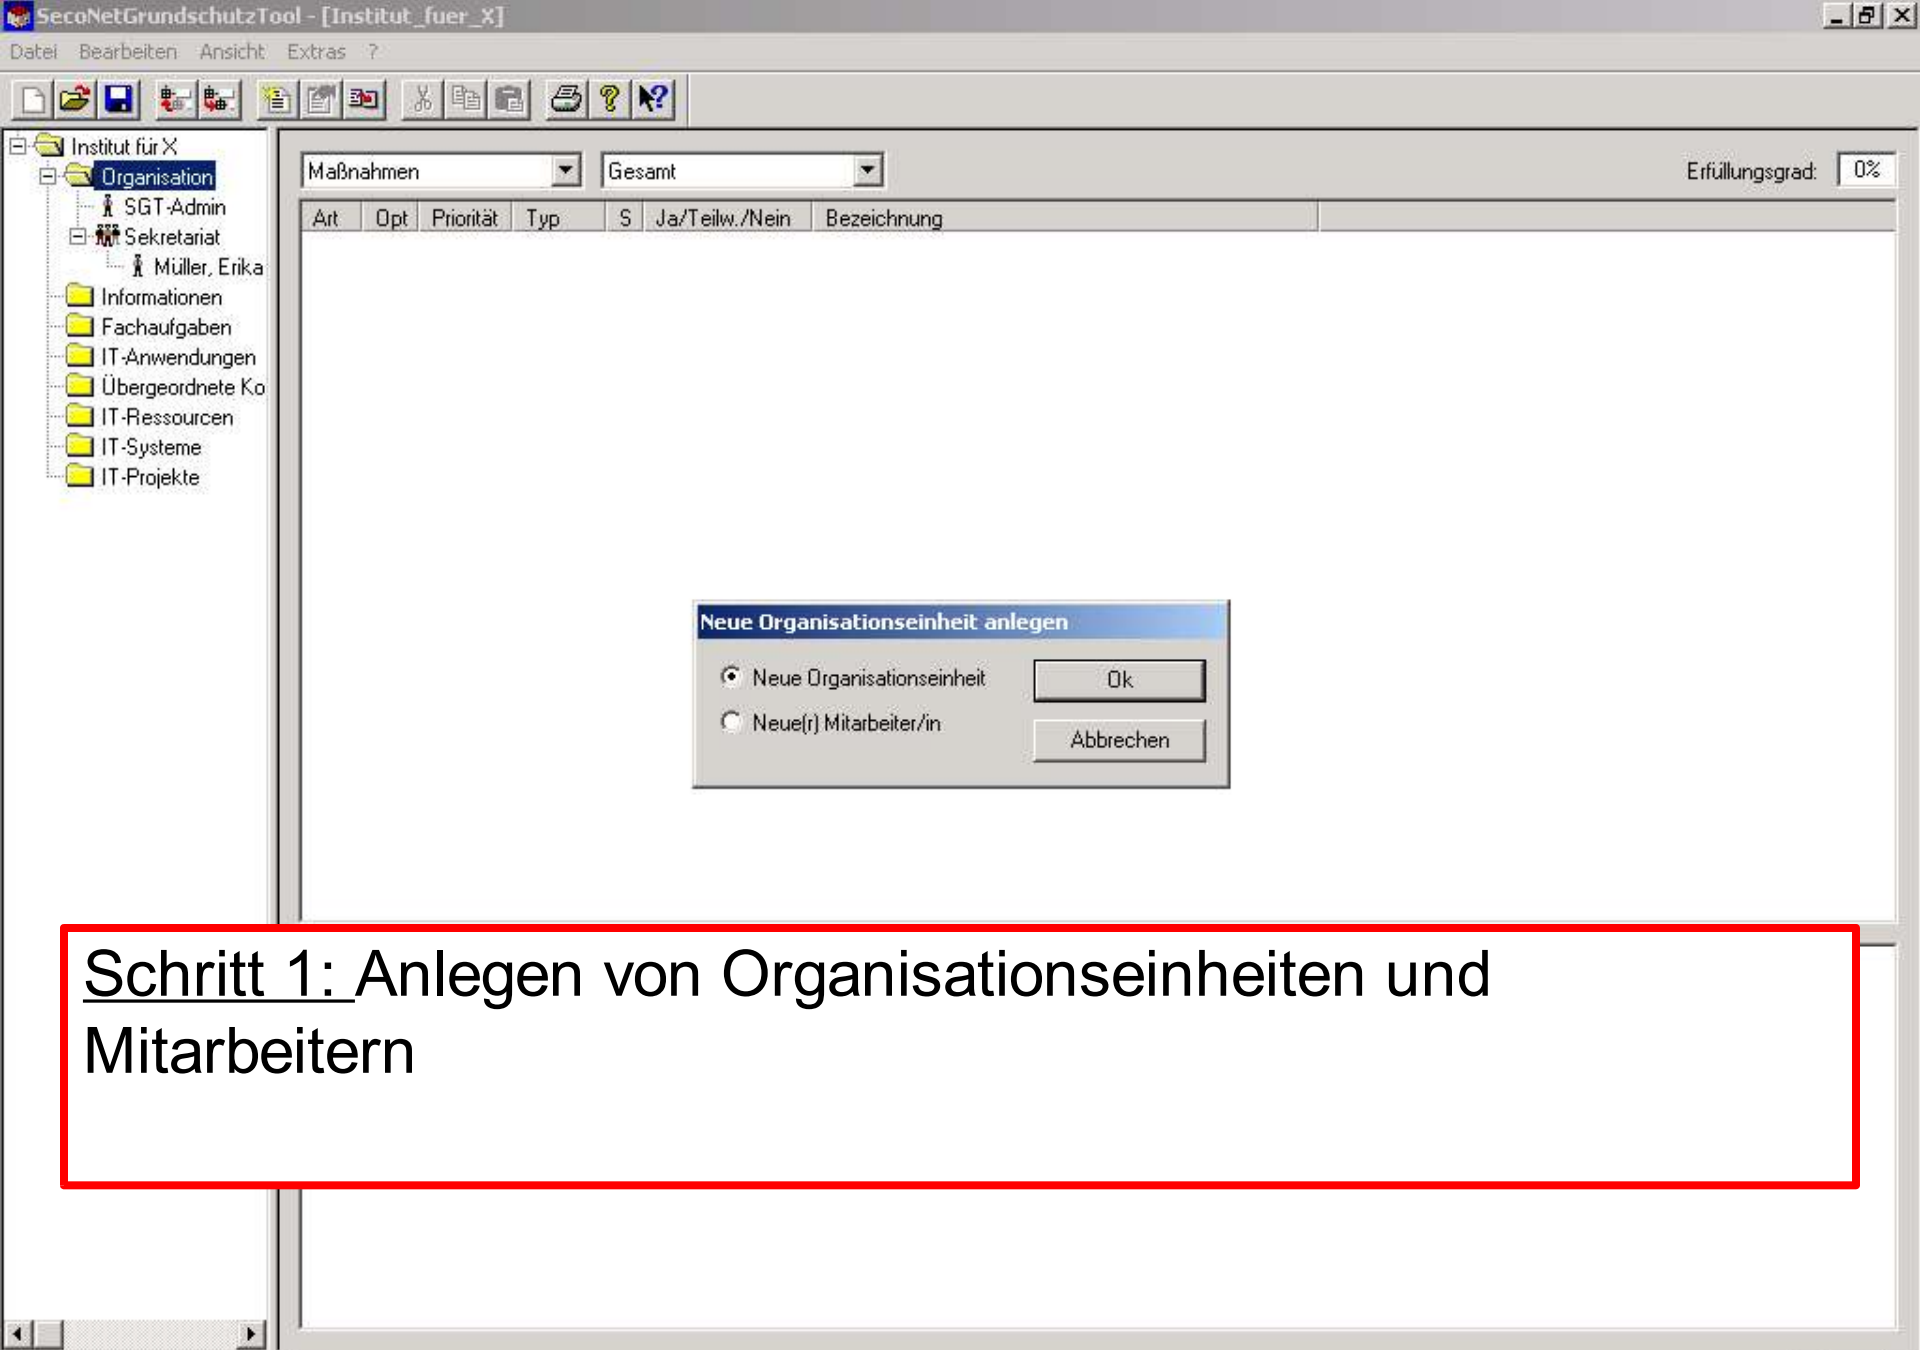 SecoNetGrundschutzTool - [Institut_fuer_X]
Datei Bearbeiten Ansicht Extras ?
Institut für X
Organisation
SGT-Admin
Sekretariat
Müller, Erika
Informationen
Fachaufgaben
IT-Anwendungen
Übergeordnete Ko
IT-Ressourcen
IT-Systeme
IT-Projekte
Maßnahmen Gesamt Erfüllungsgrad: 0%
Art Opt Priorität Typ S Ja/Teilw./Nein Bezeichnung
Neue Organisationseinheit anlegen
Neue Organisationseinheit Ok
Neue(r) Mitarbeiter/in Abbrechen
Schritt 1: Anlegen von Organisationseinheiten und
Mitarbeitern